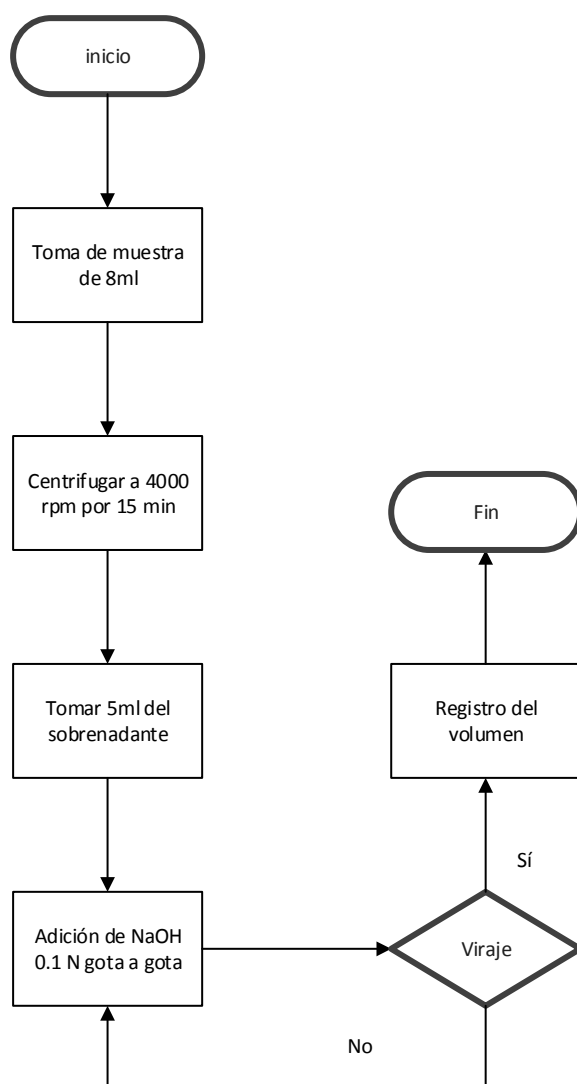 inicio
Toma de muestra
de 8ml
Centrifugar a 4000
rpm por 15 min
Tomar 5ml del
sobrenadante
Adición de NaOH
0.1 N gota a gota
Viraje
No
Sí
Registro del
volumen
Fin